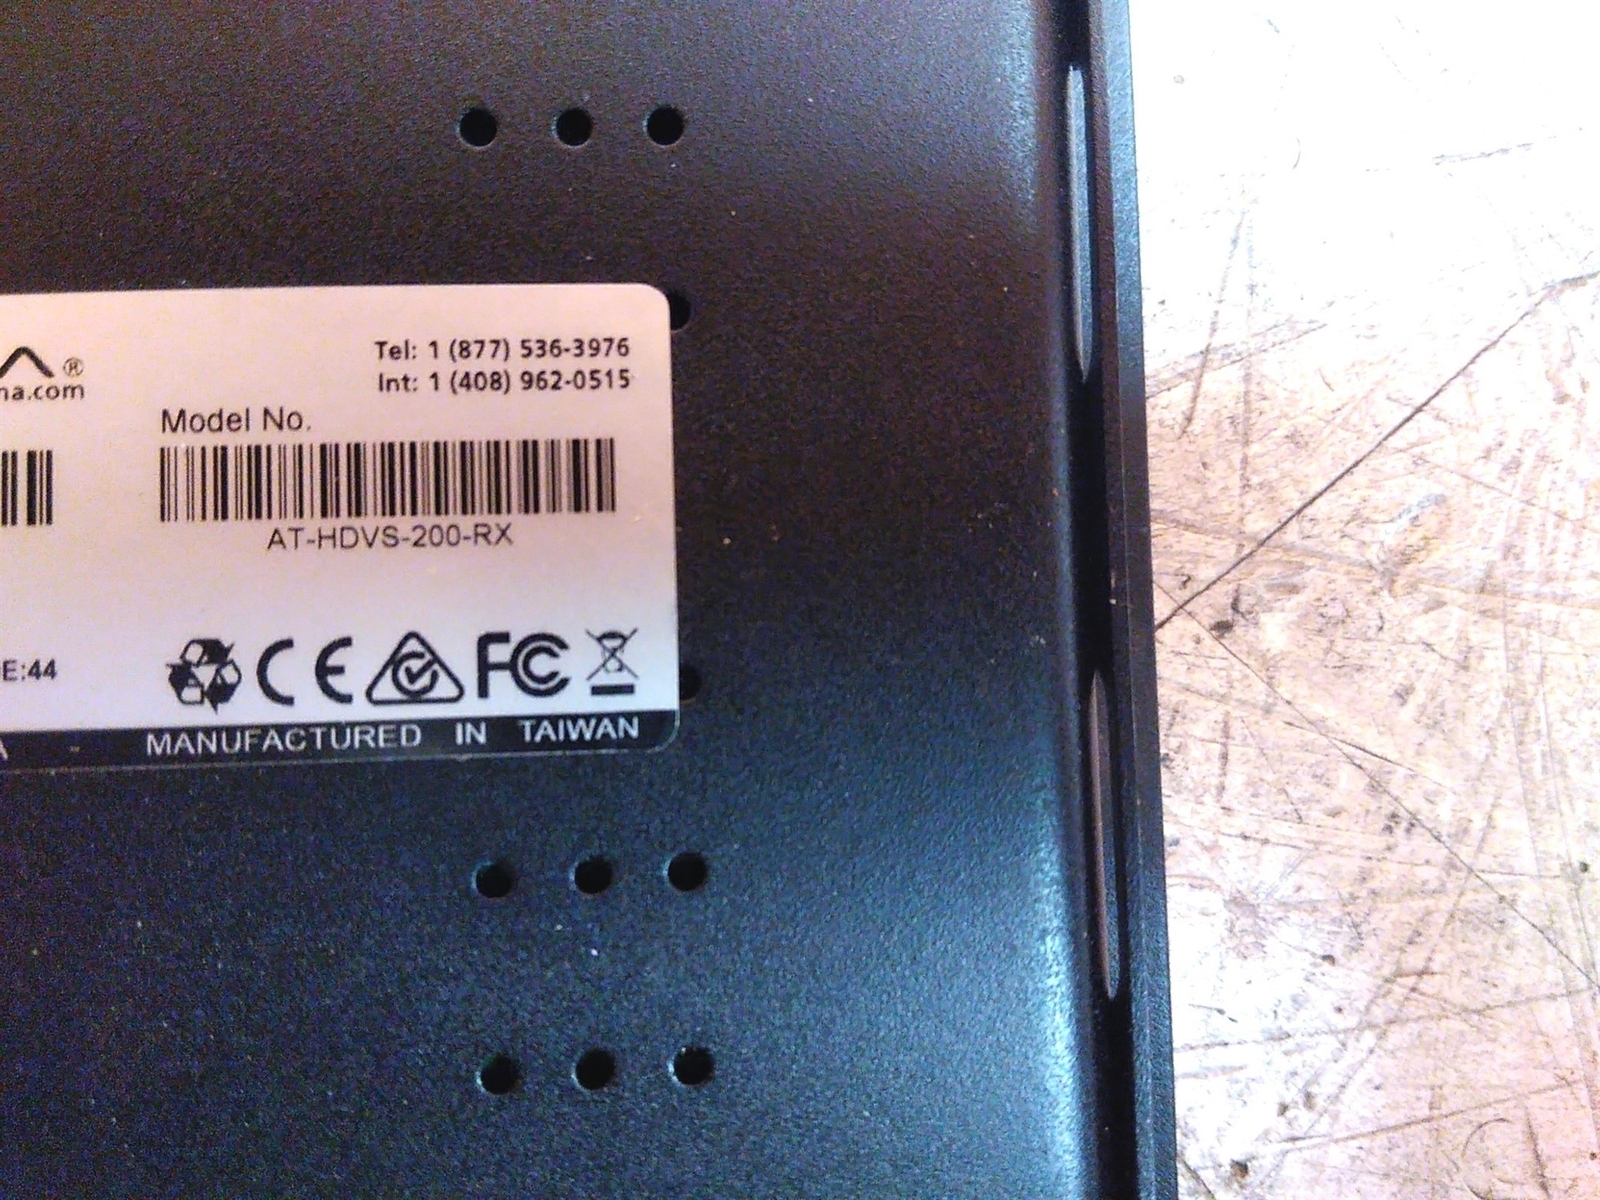 Tel: 1 (877) 536-3976
Int: 1 (408) 962-0515
na.com
Model No.
AT-HDVS-200-RX
E:44
CE FC
A - MANUFACTURED IN TAIWAN